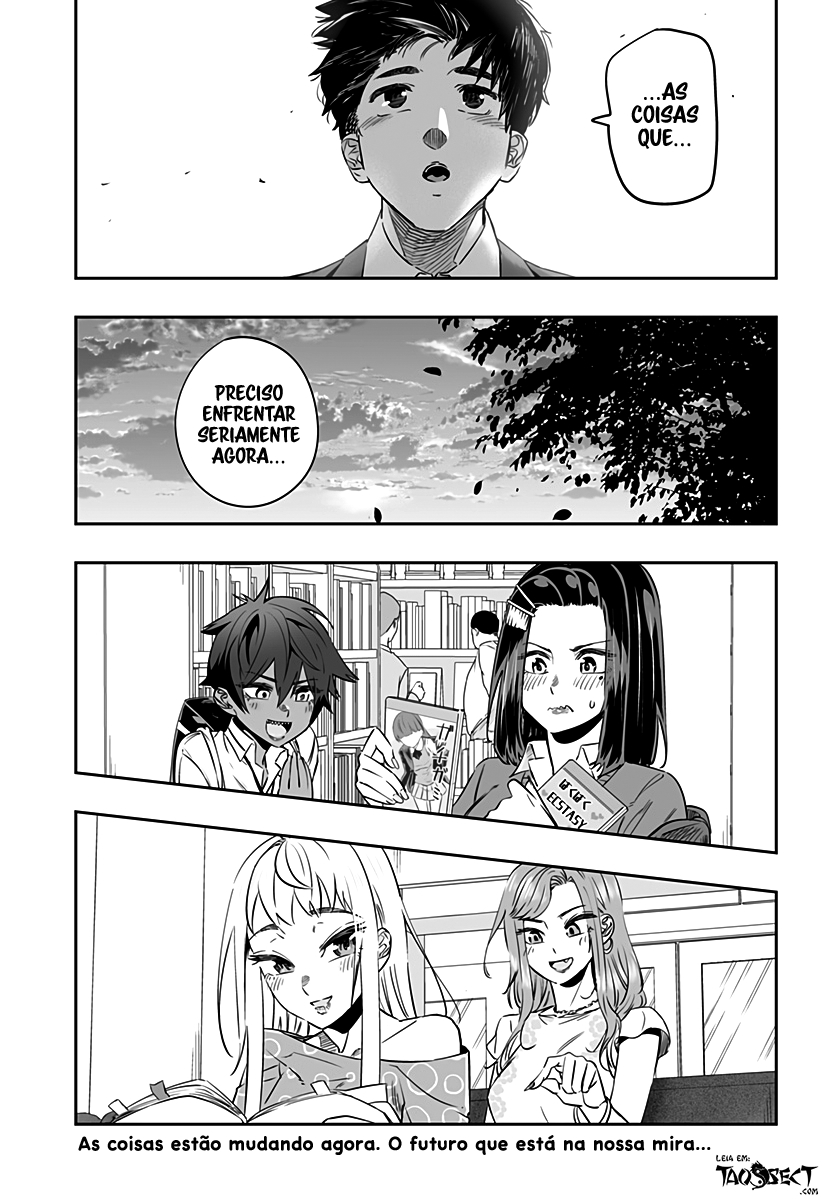 ...AS
COISAS
QUE...
PRECISO
ENFRENTAR
SERIAMENTE
AGORA...
ECSTASY
As coisas estão mudando agora. O futuro que está na nossa mira...
LEIA EM:
TAOSECT
.COM